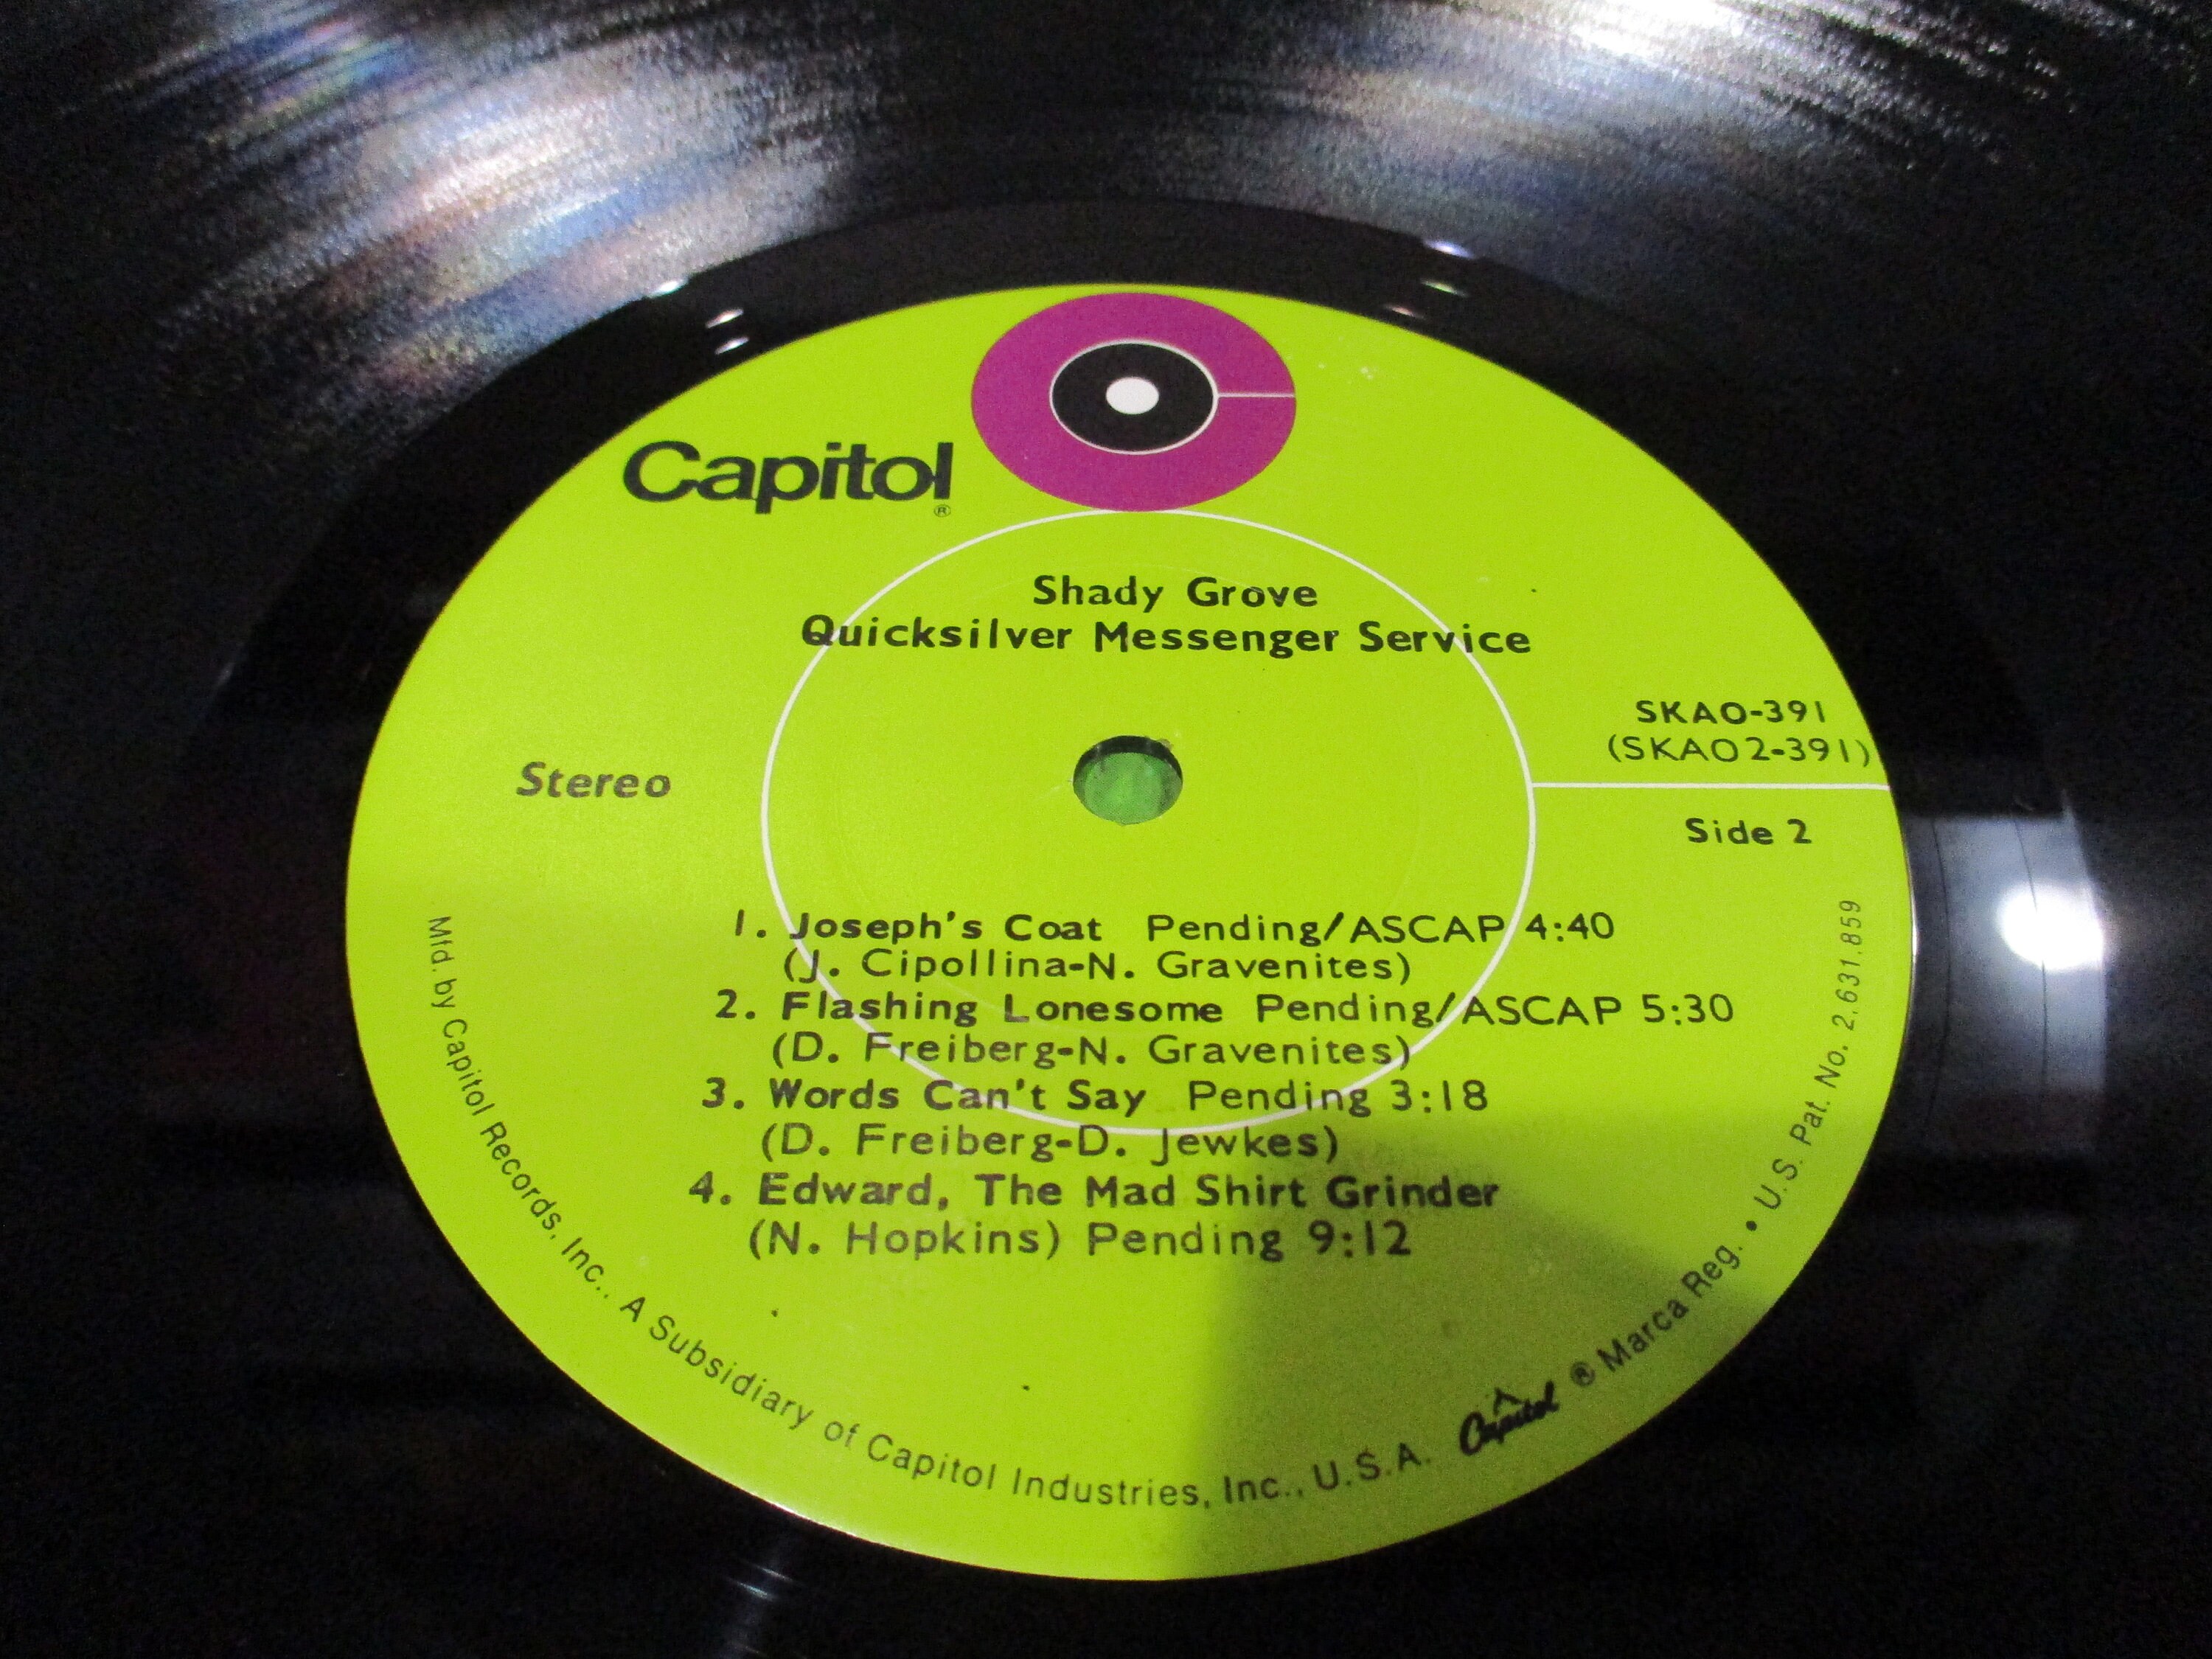 Capitol
®
Shady Grove
Quicksilver Messenger Service
SKAO-391
(SKAO2-391)
Stereo
Side 2
1. Joseph's Coat Pending/ASCAP 4:40
(J. Cipollina-N. Gravenites)
2. Flashing Lonesome Pending/ASCAP 5:30
(D. Freiberg-N. Gravenites)
3. Words Can't Say Pending 3:18
(D. Freiberg-D. Jewkes)
4. Edward, The Mad Shirt Grinder
(N. Hopkins) Pending 9:12
Mfd. by Capitol Records, Inc., A Subsidiary of Capitol Industries, Inc., U.S.A. Capitol ® Marca Reg. • U.S. Pat. No. 2,631,859